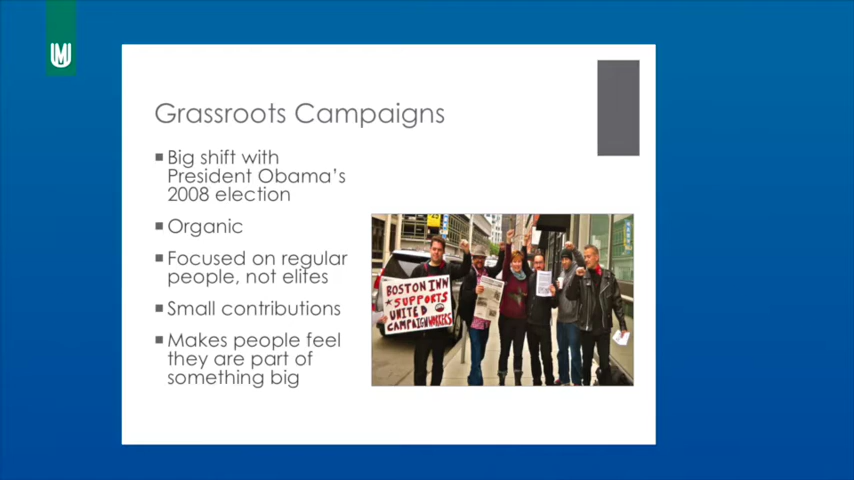 Grassroots Campaigns
Big shift with
President Obama's
2008 election
Organic
Focused on regular
people, not elites
Small contributions
Makes people feel
they are part of
something big
BOSTON IWW
SUPPORTS
UNITED
CAMPAIGN WORKERS